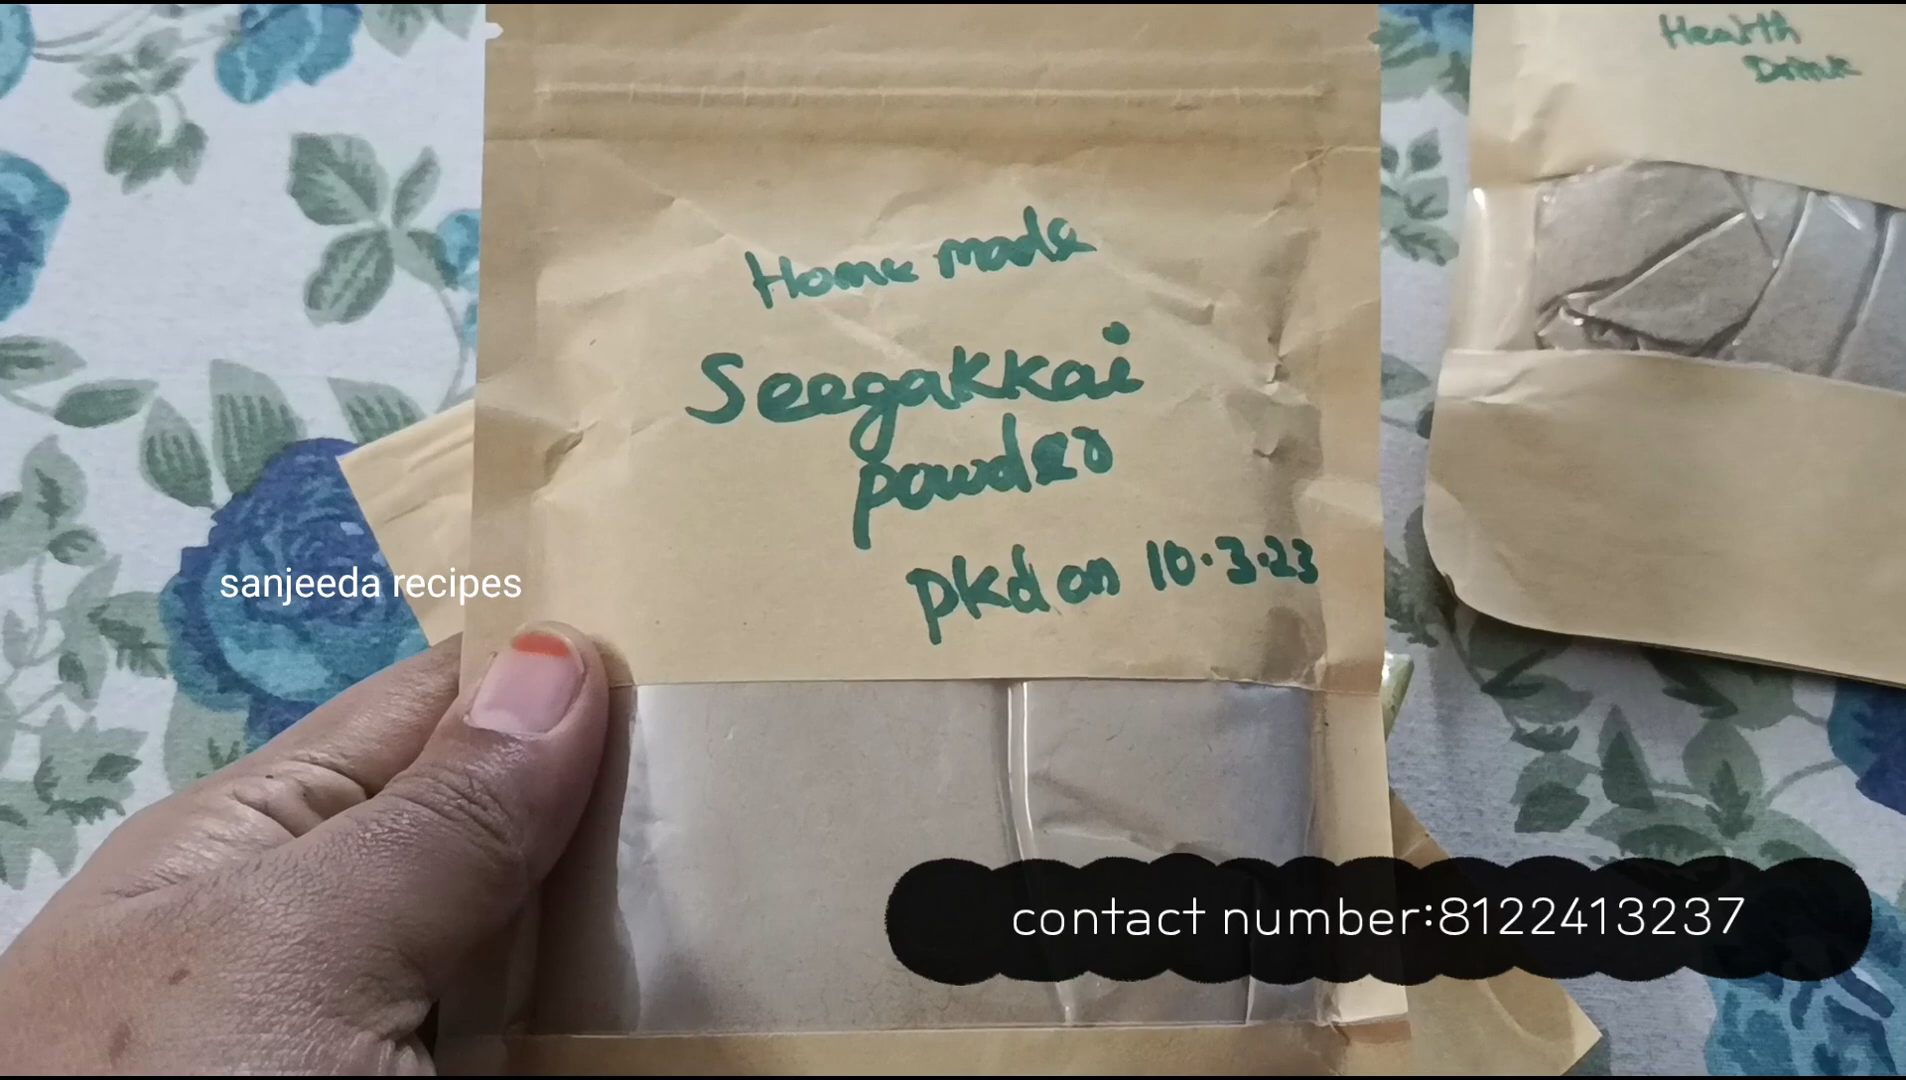 Health
Drink
Home made
Seegakkai
powder
pkd on 10.3.23
sanjeeda recipes
contact number:8122413237